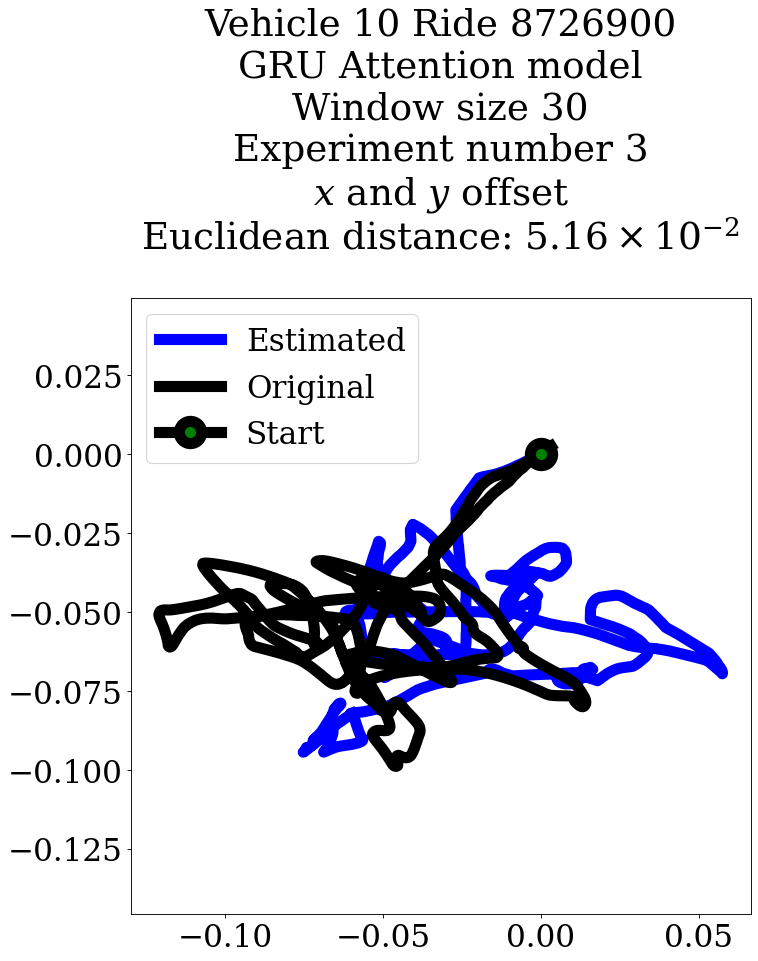 Vehicle 10 Ride 8726900
GRU Attention model
Window size 30
Experiment number 3
x and y offset
Euclidean distance: 5.16 × 10⁻²
Estimated
Original
Start
0.025
0.000
−0.025
−0.050
−0.075
−0.100
−0.125
−0.10 −0.05 0.00 0.05